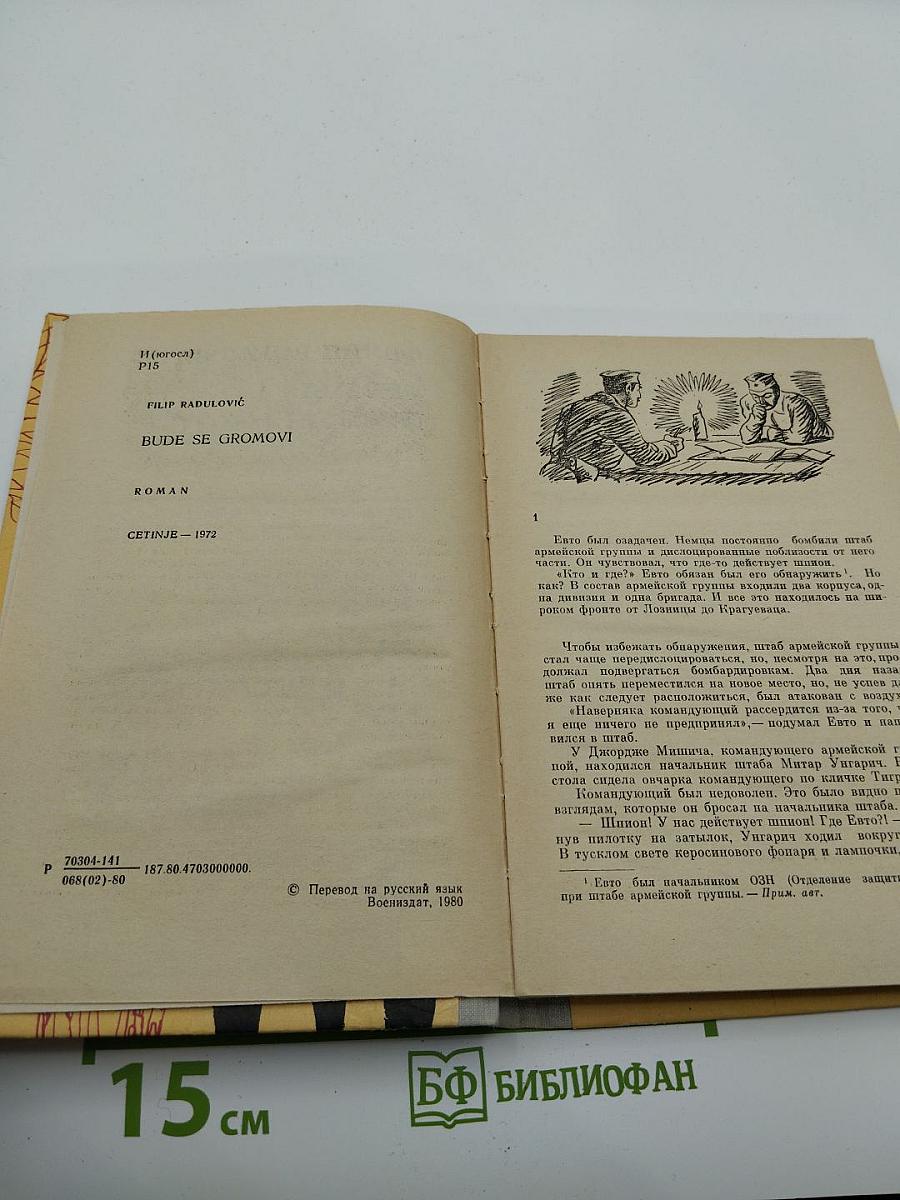 И(югосл)
Р15
FILIP RADULOVIĆ
BUDE SE GROMOVI
ROMAN
CETINJE — 1972
Р 70304-141
068(02)-80
187.80.4703000000.
© Перевод на русский язык
Воениздат, 1980
1
Евто был озадачен. Немцы постоянно бомбили штаб
армейской группы и дислоцированные поблизости от него
части. Он чувствовал, что где-то действует шпион.
«Кто и где?» Евто обязан был его обнаружить¹. Но
как? В состав армейской группы входили два корпуса, од-
на дивизия и одна бригада. И все это находилось на ши-
роком фронте от Лозницы до Крагуеваца.
Чтобы избежать обнаружения, штаб армейской группы
стал чаще передислоцироваться, но, несмотря на это, про
должал подвергаться бомбардировкам. Два дня наза
штаб опять переместился на новое место, но, не успев да
же как следует расположиться, был атакован с воздух
«Наверняка командующий рассердится из-за того, ч
я еще ничего не предпринял»,— подумал Евто и нап
вился в штаб.
У Джордже Мишича, командующего армейской г
пой, находился начальник штаба Митар Унгарич.
стола сидела овчарка командующего по кличке Тигр
Командующий был недоволен. Это было видно п
взглядам, которые он бросал на начальника штаба.
— Шпион! У нас действует шпион! Где Евто?! —
нув пилотку на затылок, Унгарич ходил вокруг
В тусклом свете керосинового фонаря и лампочки,
¹ Евто был начальником ОЗН (Отделение защит
при штабе армейской группы. — Прим. авт.
15 см
БФ БИБЛИОФАН